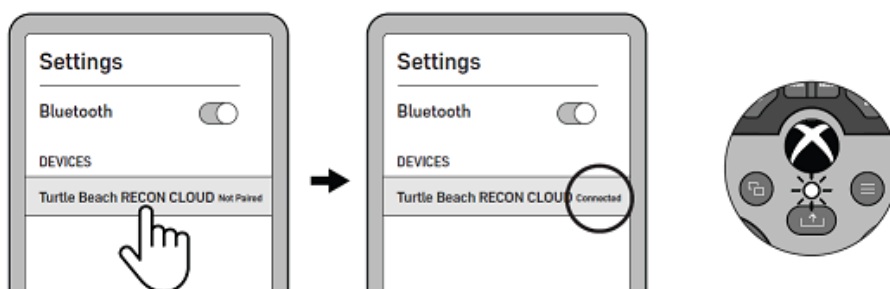 Settings
Bluetooth
DEVICES
Turtle Beach RECON CLOUD Not Paired
Settings
Bluetooth
DEVICES
Turtle Beach RECON CLOUD Connected